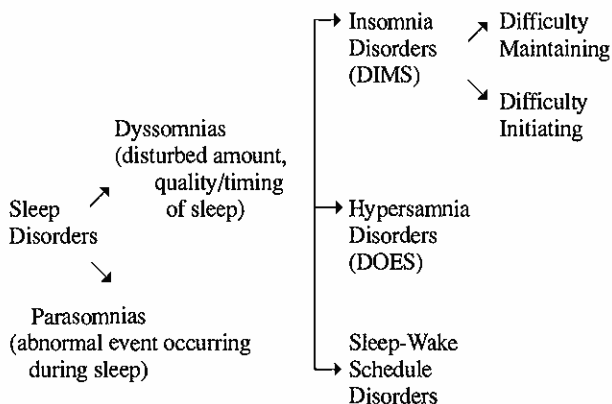 Sleep
Disorders
Dyssomnias
(disturbed amount,
quality/timing
of sleep)
Parasomnias
(abnormal event occurring
during sleep)
Insomnia
Disorders
(DIMS)
Difficulty
Maintaining
Difficulty
Initiating
Hypersamnia
Disorders
(DOES)
Sleep-Wake
Schedule
Disorders